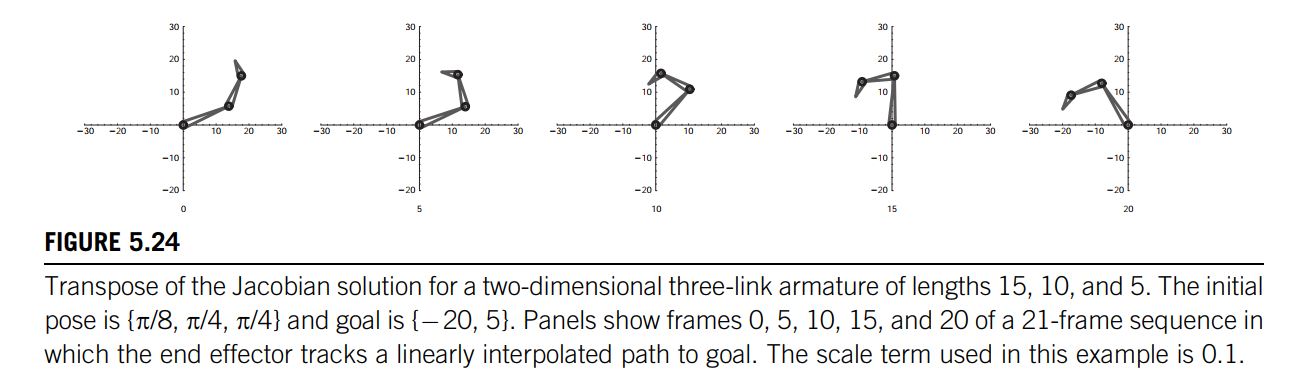 30 30 30 30 30
20 20 20 20 20
10 10 10 10 10
−30 −20 −10 10 20 30 −30 −20 −10 10 20 30 −30 −20 −10 10 20 30 −30 −20 −10 10 20 30 −30 −20 −10 10 20 30
−10 −10 −10 −10 −10
−20 −20 −20 −20 −20
0 5 10 15 20
FIGURE 5.24
Transpose of the Jacobian solution for a two-dimensional three-link armature of lengths 15, 10, and 5. The initial
pose is {π/8, π/4, π/4} and goal is {−20, 5}. Panels show frames 0, 5, 10, 15, and 20 of a 21-frame sequence in
which the end effector tracks a linearly interpolated path to goal. The scale term used in this example is 0.1.